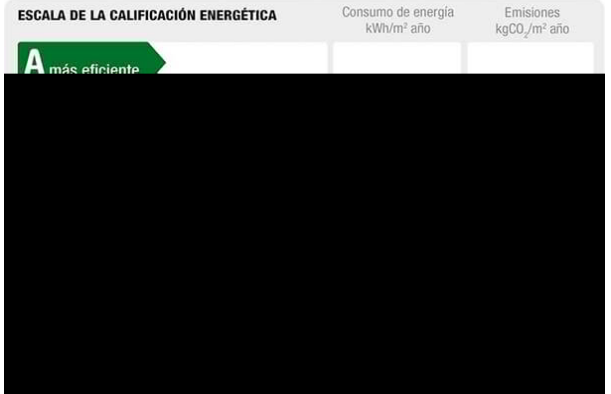 ESCALA DE LA CALIFICACIÓN ENERGÉTICA
Consumo de energía
kWh/m² año
Emisiones
kgCO₂/m² año
A más eficiente